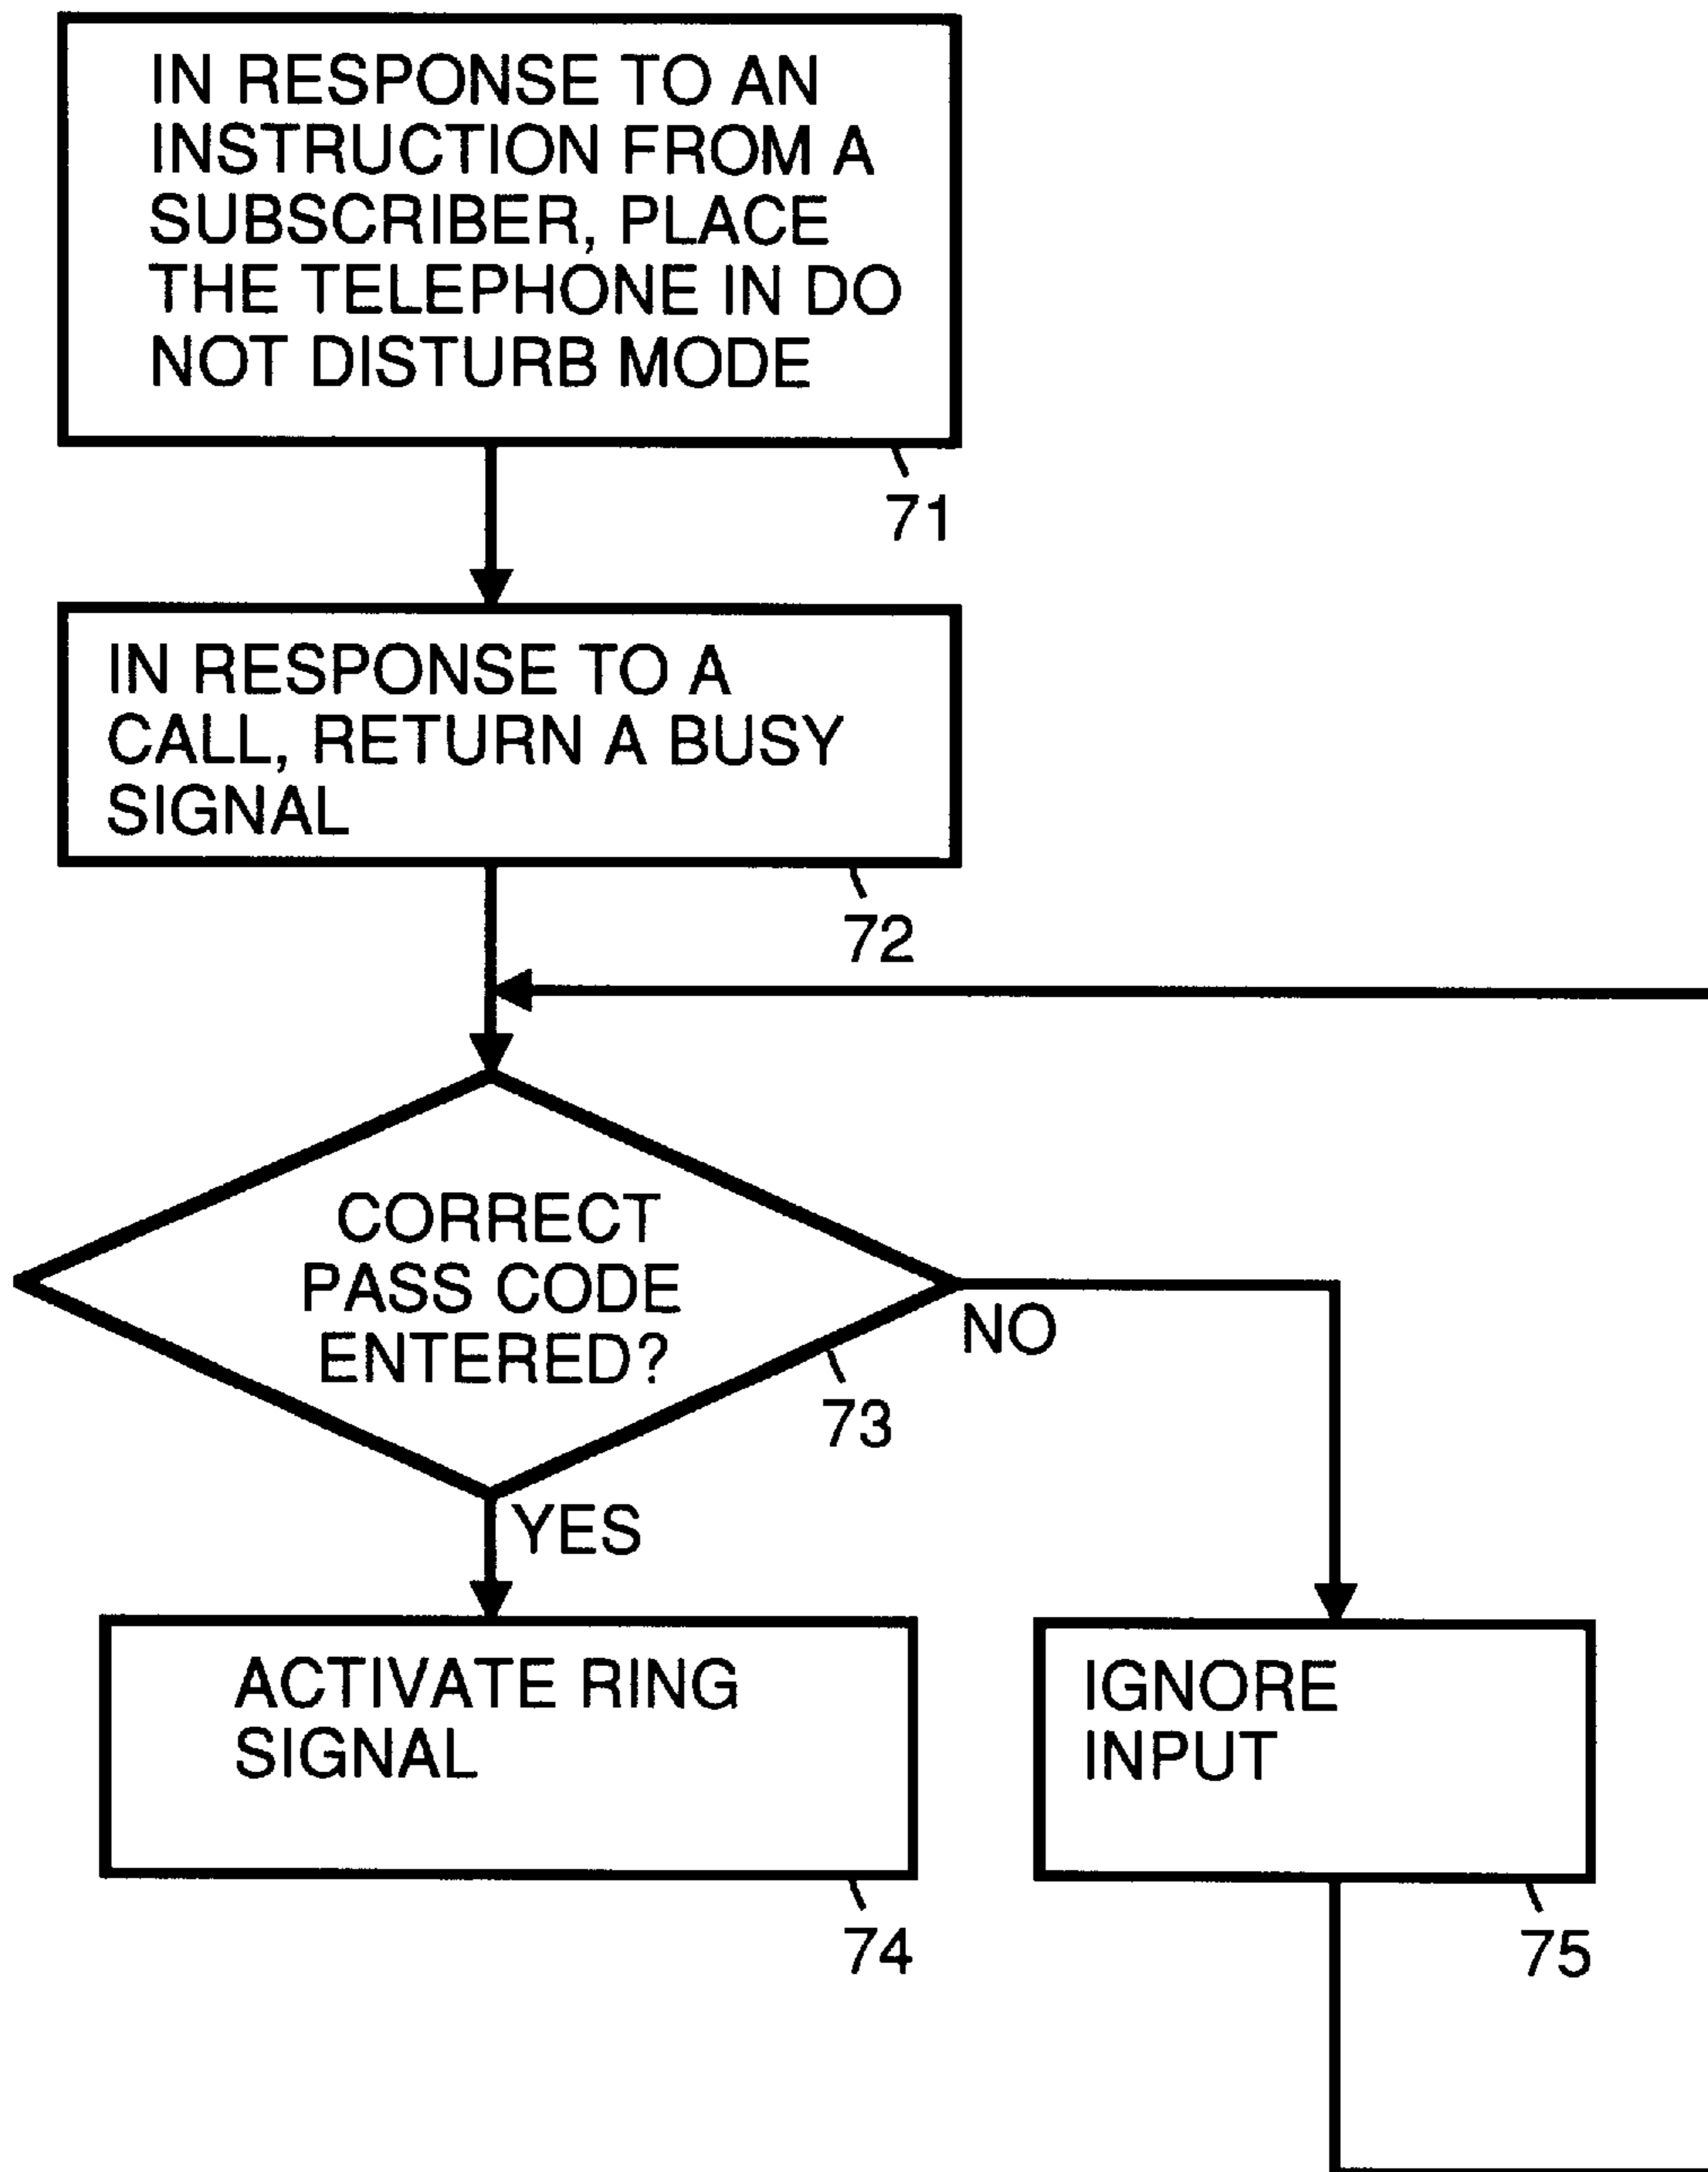 IN RESPONSE TO AN
INSTRUCTION FROM A
SUBSCRIBER, PLACE
THE TELEPHONE IN DO
NOT DISTURB MODE
71
IN RESPONSE TO A
CALL, RETURN A BUSY
SIGNAL
72
CORRECT
PASS CODE
ENTERED?
NO
73
YES
ACTIVATE RING
SIGNAL
74
IGNORE
INPUT
75